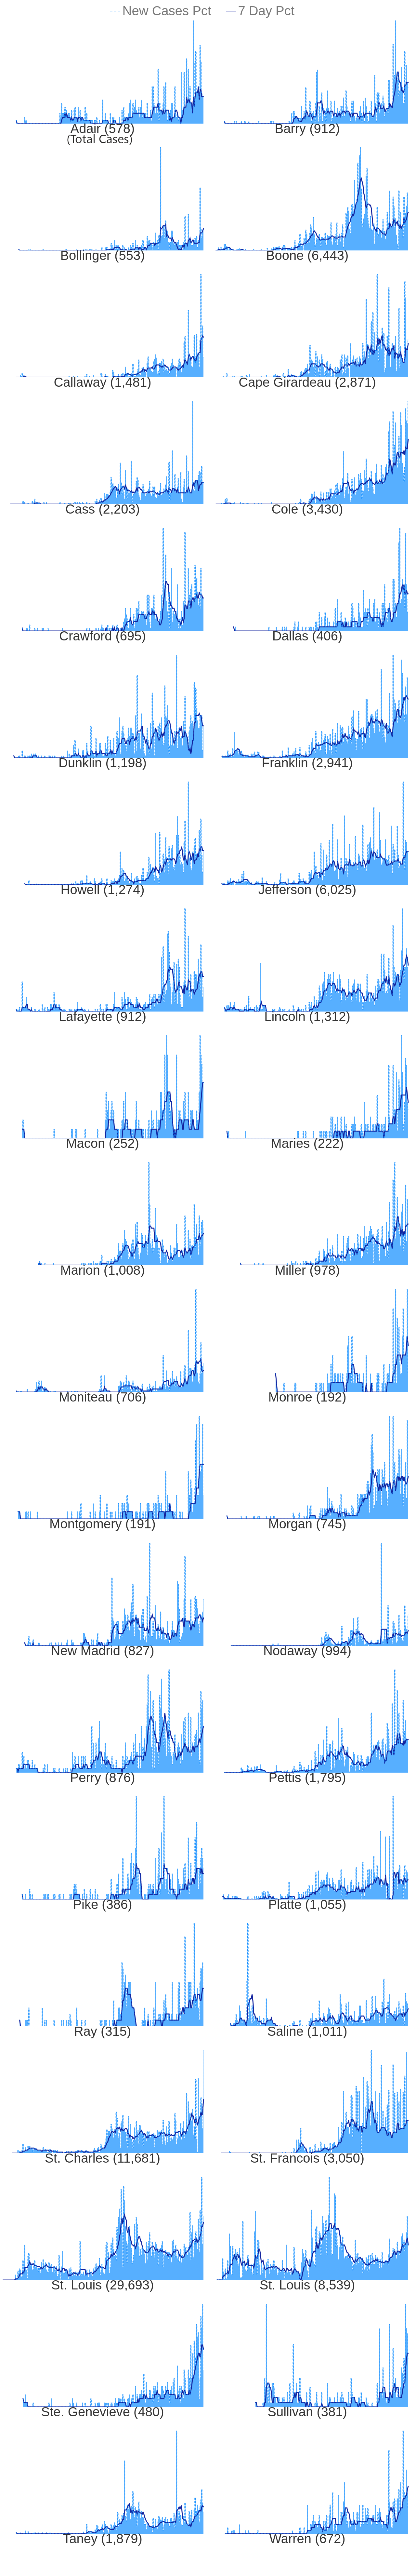 New Cases Pct 7 Day Pct
Adair (578) Barry (912)
(Total Cases)
Bollinger (553) Boone (6,443)
Callaway (1,481) Cape Girardeau (2,871)
Cass (2,203) Cole (3,430)
Crawford (695) Dallas (406)
Dunklin (1,198) Franklin (2,941)
Howell (1,274) Jefferson (6,025)
Lafayette (912) Lincoln (1,312)
Macon (252) Maries (222)
Marion (1,008) Miller (978)
Moniteau (706) Monroe (192)
Montgomery (191) Morgan (745)
New Madrid (827) Nodaway (994)
Perry (876) Pettis (1,795)
Pike (386) Platte (1,055)
Ray (315) Saline (1,011)
St. Charles (11,681) St. Francois (3,050)
St. Louis (29,693) St. Louis (8,539)
Ste. Genevieve (480) Sullivan (381)
Taney (1,879) Warren (672)